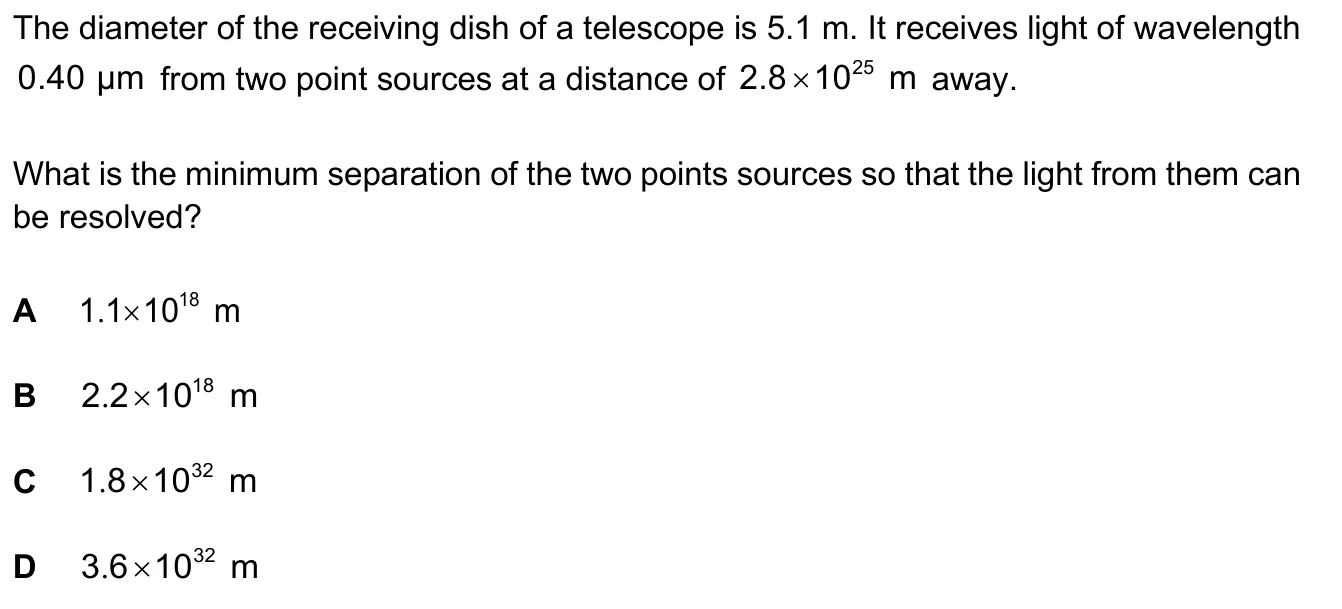 The diameter of the receiving dish of a telescope is 5.1 m. It receives light of wavelength
0.40 μm from two point sources at a distance of 2.8×10²⁵ m away.
What is the minimum separation of the two points sources so that the light from them can
be resolved?
A 1.1×10¹⁸ m
B 2.2×10¹⁸ m
C 1.8×10³² m
D 3.6×10³² m